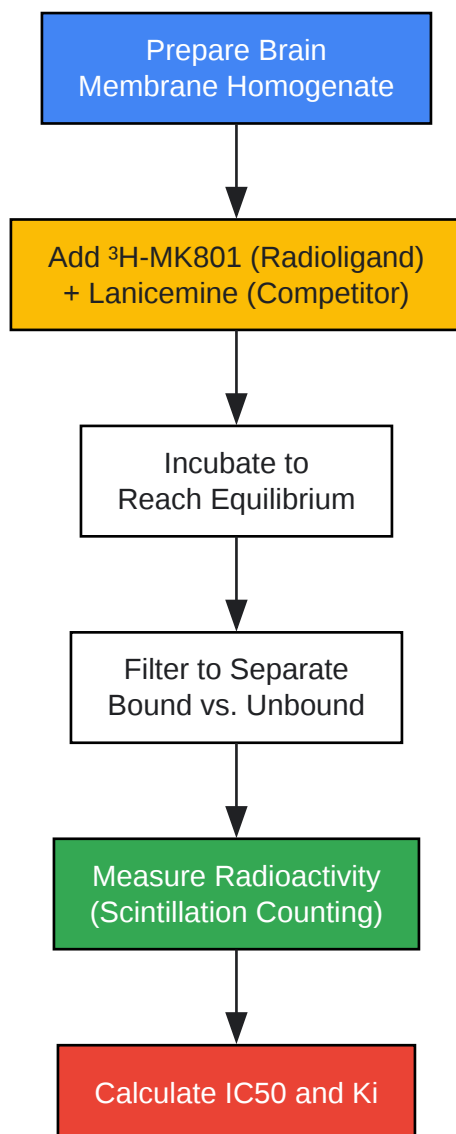 Prepare Brain
Membrane Homogenate
Add ³H-MK801 (Radioligand)
+ Lanicemine (Competitor)
Incubate to
Reach Equilibrium
Filter to Separate
Bound vs. Unbound
Measure Radioactivity
(Scintillation Counting)
Calculate IC50 and Ki